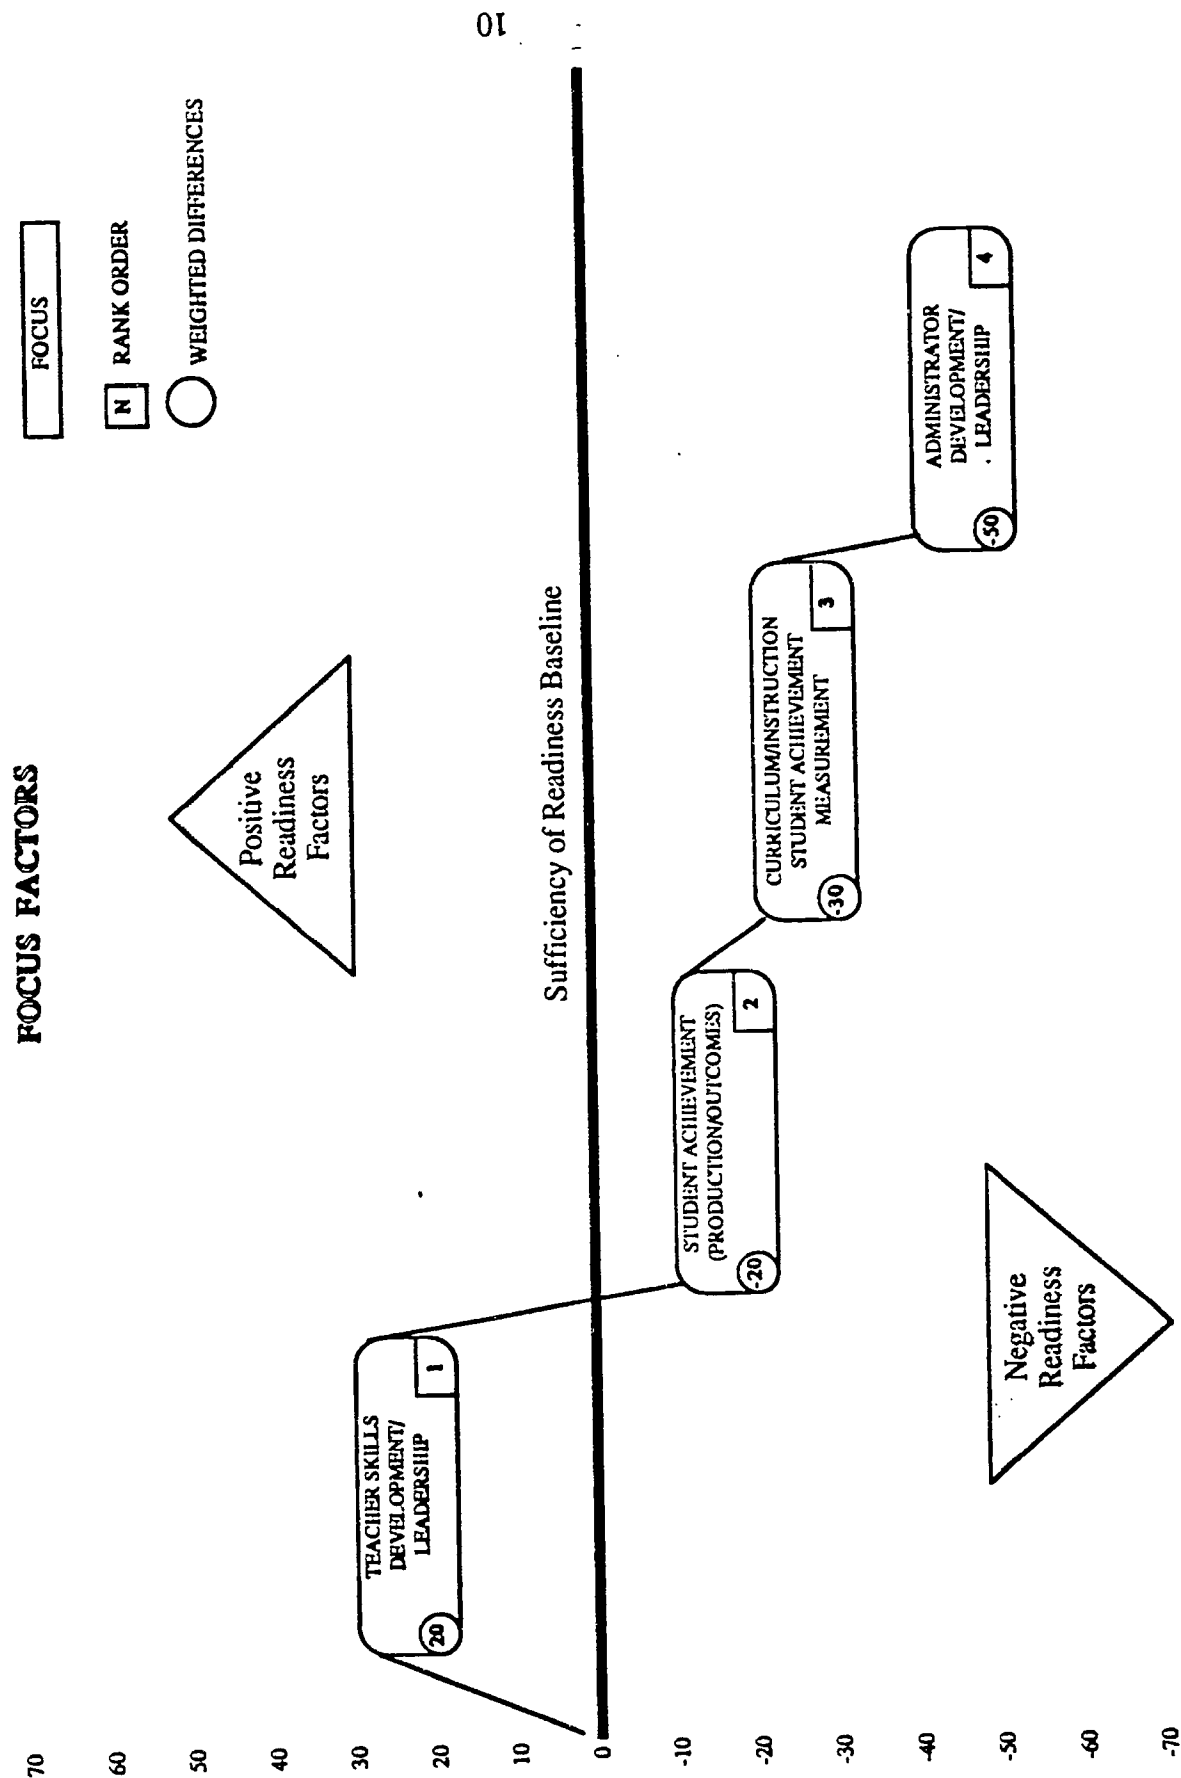 FOCUS FACTORS
FOCUS
N RANK ORDER
WEIGHTED DIFFERENCES
70
60
50
40
30
20
10
0
-10
-20
-30
-40
-50
-60
-70
Positive
Readiness
Factors
TEACHER SKILLS
DEVELOPMENT/
LEADERSHIP
20
1
Sufficiency of Readiness Baseline
STUDENT ACHIEVEMENT
(PRODUCTION/OUTCOMES)
-20
2
CURRICULUM/INSTRUCTION
STUDENT ACHIEVEMENT
MEASUREMENT
-30
3
ADMINISTRATOR
DEVELOPMENT/
LEADERSHIP
-50
4
Negative
Readiness
Factors
10